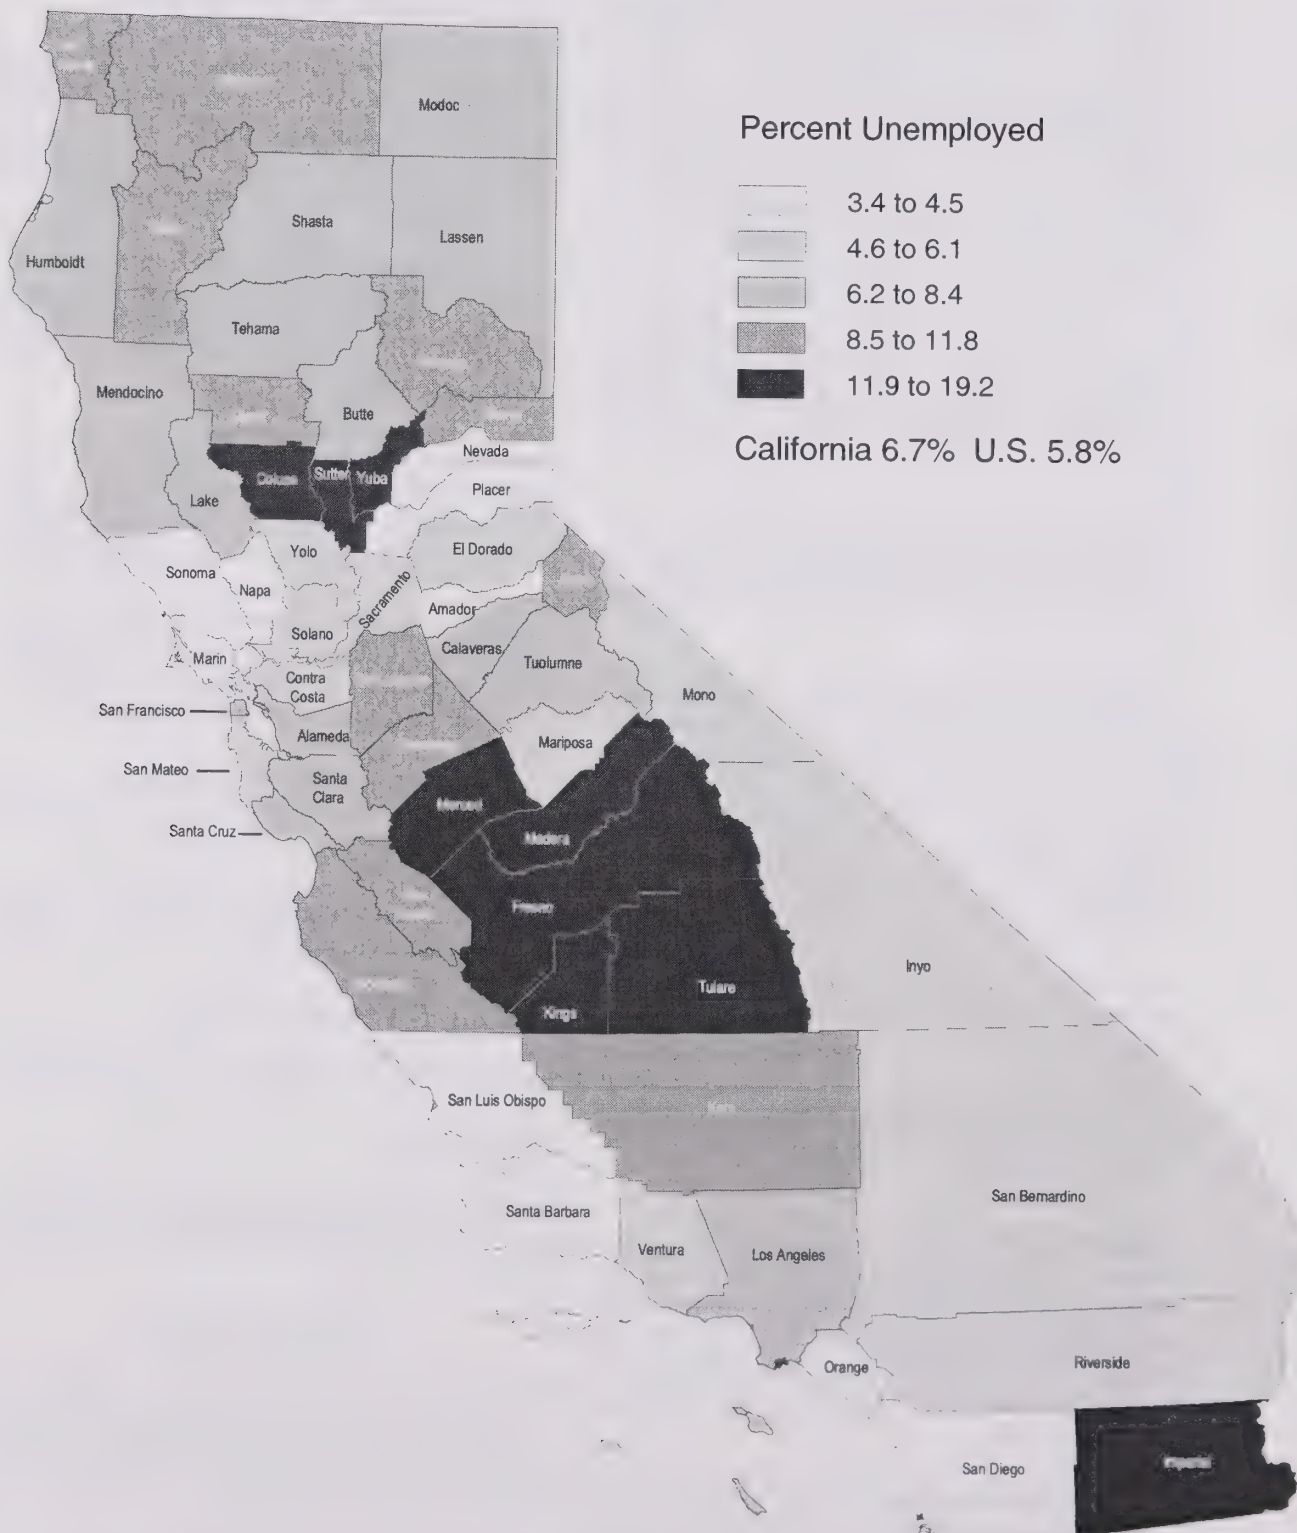 Percent Unemployed
3.4 to 4.5
4.6 to 6.1
6.2 to 8.4
8.5 to 11.8
11.9 to 19.2
California 6.7% U.S. 5.8%
Modoc
Shasta
Lassen
Humboldt
Tehama
Mendocino
Butte
Nevada
Colusa
Sutter
Yuba
Placer
Lake
Yolo
El Dorado
Sonoma
Napa
Sacramento
Amador
Solano
Calaveras
Tuolumne
Marin
Contra
Costa
Mono
San Francisco
Alameda
Mariposa
San Mateo
Santa
Clara
Merced
Santa Cruz
Madera
Fresno
Inyo
Tulare
Kings
San Luis Obispo
San Bernardino
Santa Barbara
Ventura
Los Angeles
Orange
Riverside
San Diego